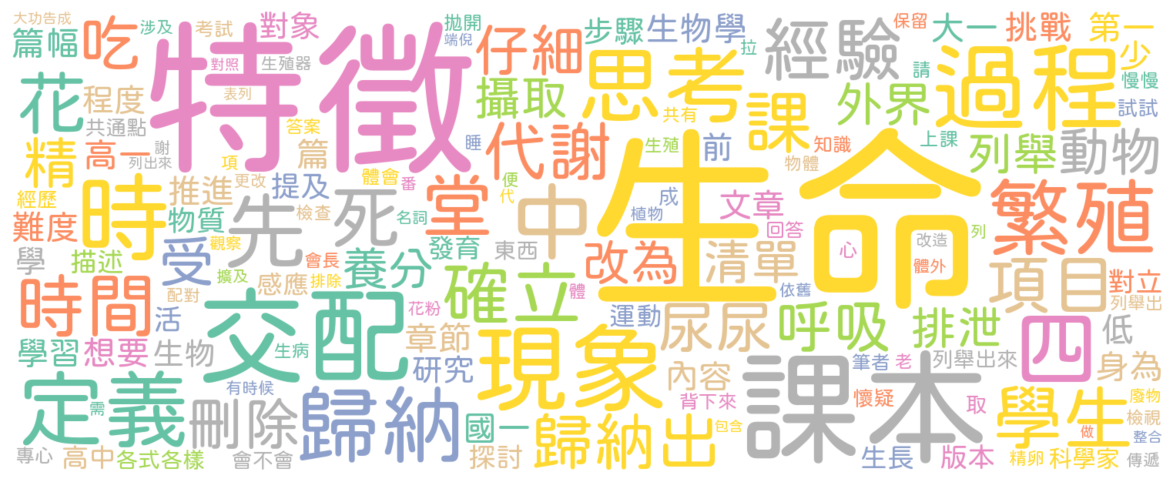 大功告成 涉及 考試 對象 拋開 端倪 仔細 步驟 生物學 經驗 保留 大一 挑戰 第一
篇幅 吃 特徵 對照 生殖器 思考 拉 請 過程 少 慢慢
花 程度 表列 攝取 共有 課 外界 試試
共通點 答案 睡 代謝 生殖 前 知識 上課 列舉 動物
精 高一 謝 列出來 項 篇 物體
經歷 時 推進 更改 提及 體會 番 堂 便 代 中 生命 成 植物 文章 繁殖
難度 物質 先 檢查 死 名詞 回答 列
學 描述 受 觀察 會長 發育 東西 改為 清單 心 改造
擴及 感應 排除 養分 確立 體 體外 項目 對立
時間 配對 交配 花粉 依舊 列舉出
活 章節 運動 尿尿 呼吸 排泄 四 低
學習 想要 生物 生病 研究 現象 內容 課本 筆者 老 列舉出來 身為
定義 需 有時候 背下來 懷疑 取 廢物
刪除 歸納 國一 歸納出 包含 學生 檢視
做 整合
專心 高中 各式各樣 會不會 探討 生長 版本 精卵 科學家 傳遞